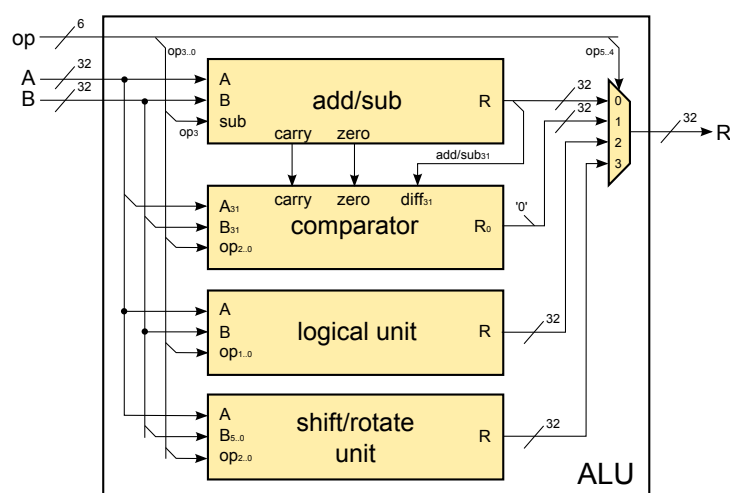 op
6
op3..0
op5..4
A
32
B
32
A
B
sub
op3
add/sub
R
carry
zero
32
32
0
1
2
3
32
R
add/sub31
carry
zero
diff31
A31
B31
op2..0
comparator
R0
'0'
A
B
op1..0
logical unit
R
32
A
B5..0
op2..0
shift/rotate
unit
R
32
ALU